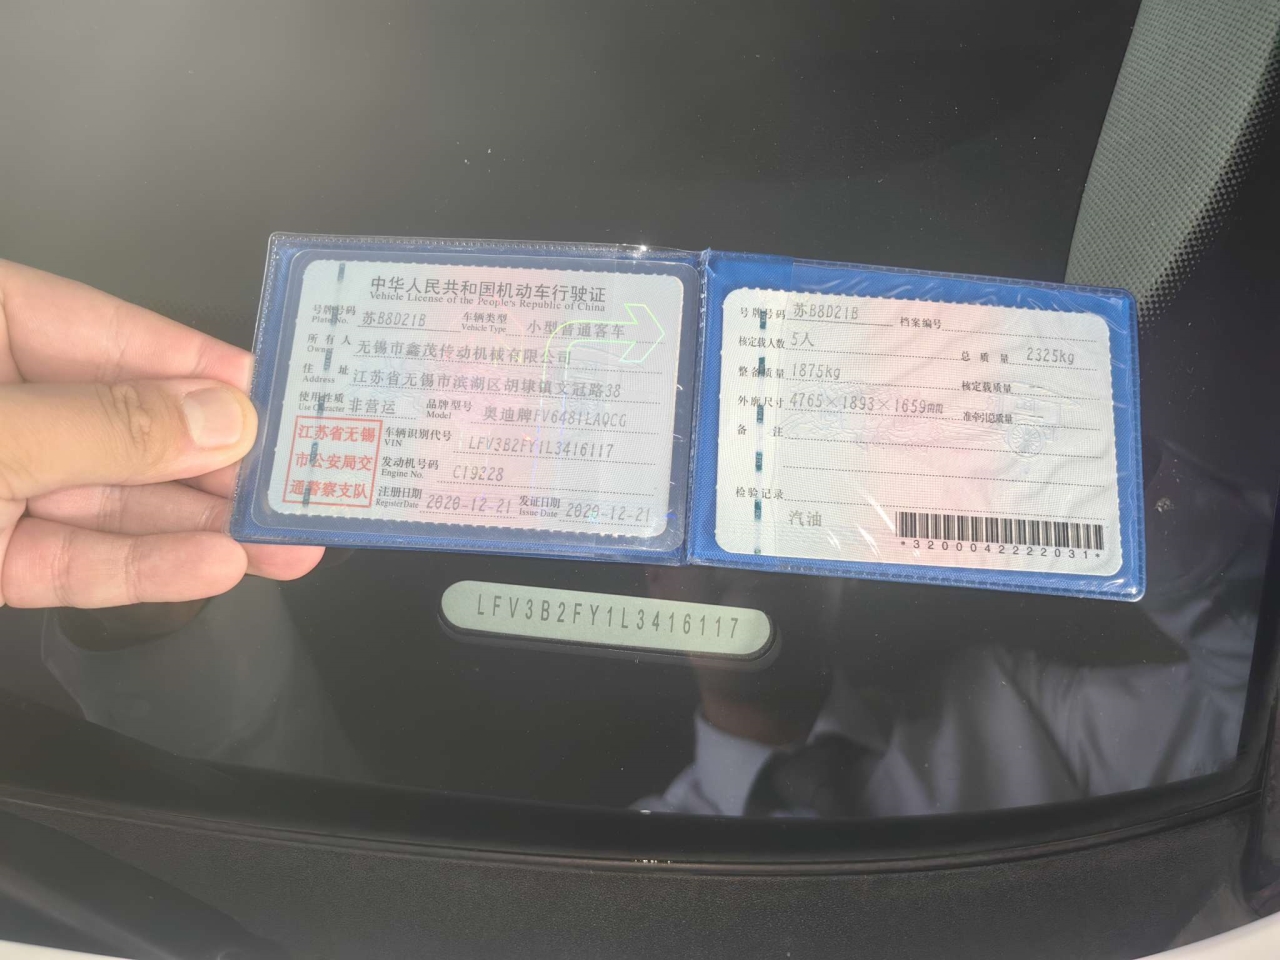 中华人民共和国机动车行驶证
Vehicle License of the People's Republic of China
号牌号码 苏B8D21B 车辆类型 小型普通客车
Plate No. Vehicle Type
所有人 无锡市鑫茂传动机械有限公司
Owner
住址 江苏省无锡市滨湖区胡埭镇文冠路38
Address
使用性质 非营运 品牌型号 奥迪牌FV6481LAQCG
Use Character Model
江苏省无锡
市公安局交
通警察支队
车辆识别代号 LFV3B2FY1L3416117
VIN
发动机号码 C19228
Engine No.
注册日期 2020-12-21 发证日期 2020-12-21
Register Date Issue Date
号牌号码 苏B8D21B 档案编号
核定载人数 5人 总质量 2325kg
整备质量 1875kg 核定载质量
外廓尺寸 4765×1893×1659mm 准牵引总质量
备注
检验记录
汽油
*3200042222031*
LFV3B2FY1L3416117